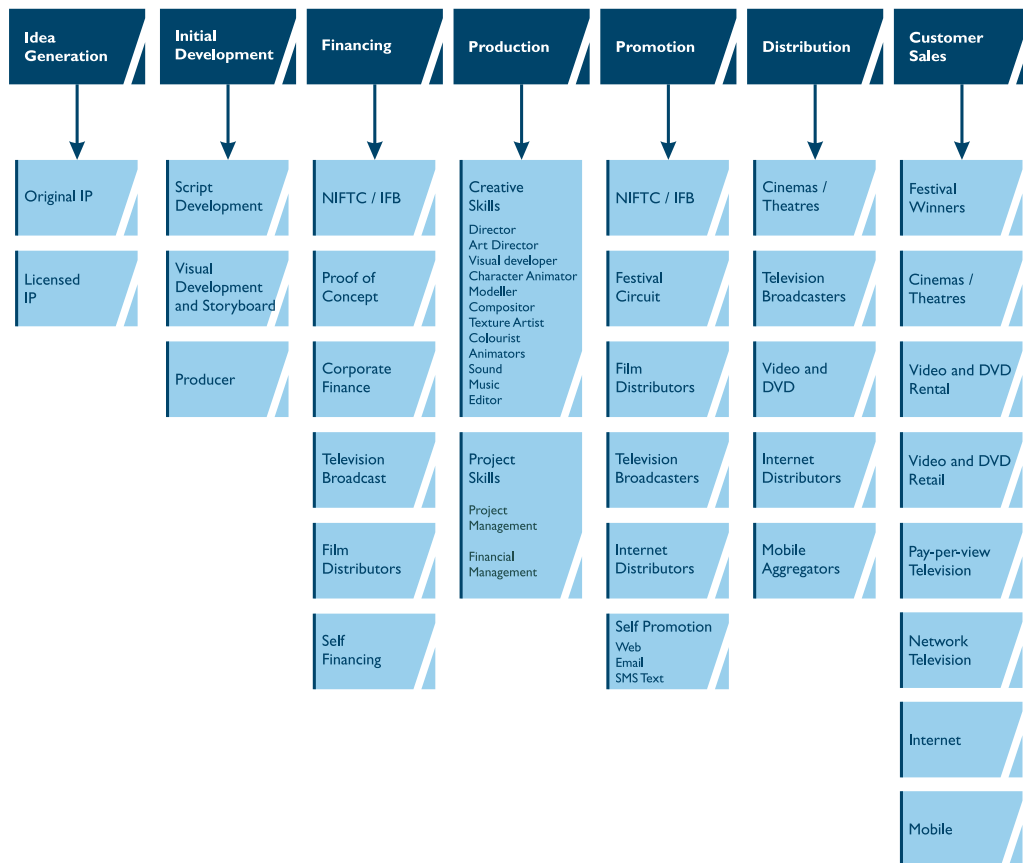 Idea
Generation
Initial
Development
Financing
Production
Promotion
Distribution
Customer
Sales
Original IP
Licensed
IP
Script
Development
Visual
Development
and Storyboard
Producer
NIFTC / IFB
Proof of
Concept
Corporate
Finance
Television
Broadcast
Film
Distributors
Self
Financing
Creative
Skills
Director
Art Director
Visual developer
Character Animator
Modeller
Compositor
Texture Artist
Colourist
Animators
Sound
Music
Editor
Project
Skills
Project
Management
Financial
Management
NIFTC / IFB
Festival
Circuit
Film
Distributors
Television
Broadcasters
Internet
Distributors
Self Promotion
Web
Email
SMS Text
Cinemas /
Theatres
Television
Broadcasters
Video and
DVD
Internet
Distributors
Mobile
Aggregators
Festival
Winners
Cinemas /
Theatres
Video and DVD
Rental
Video and DVD
Retail
Pay-per-view
Television
Network
Television
Internet
Mobile